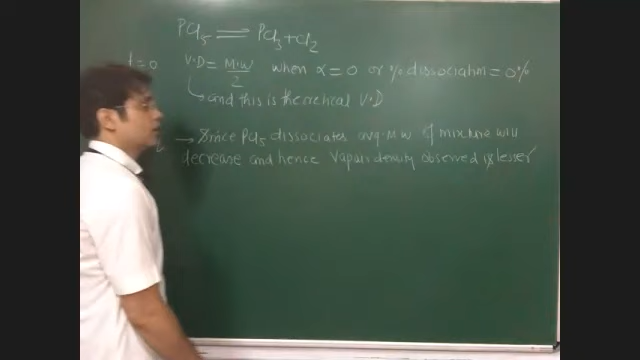 PCl5 ⇌ PCl3 + Cl2
t=0 V.D = M.W/2 when α = 0 or % dissociation = 0%
→ and this is theoretical V.D
→ Since PCl5 dissociates avg. M.W of mixture will
decrease and hence Vapour density observed is lesser